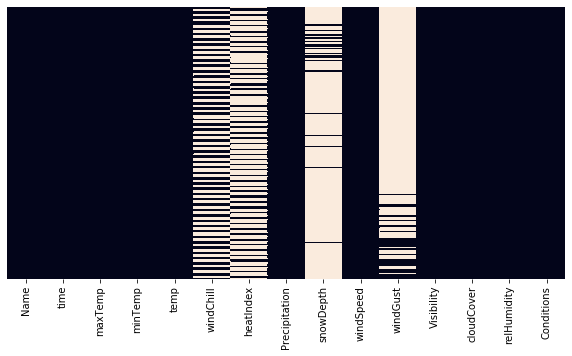 Name
time
maxTemp
minTemp
temp
windChill
heatIndex
Precipitation
snowDepth
windSpeed
windGust
Visibility
cloudCover
relHumidity
Conditions